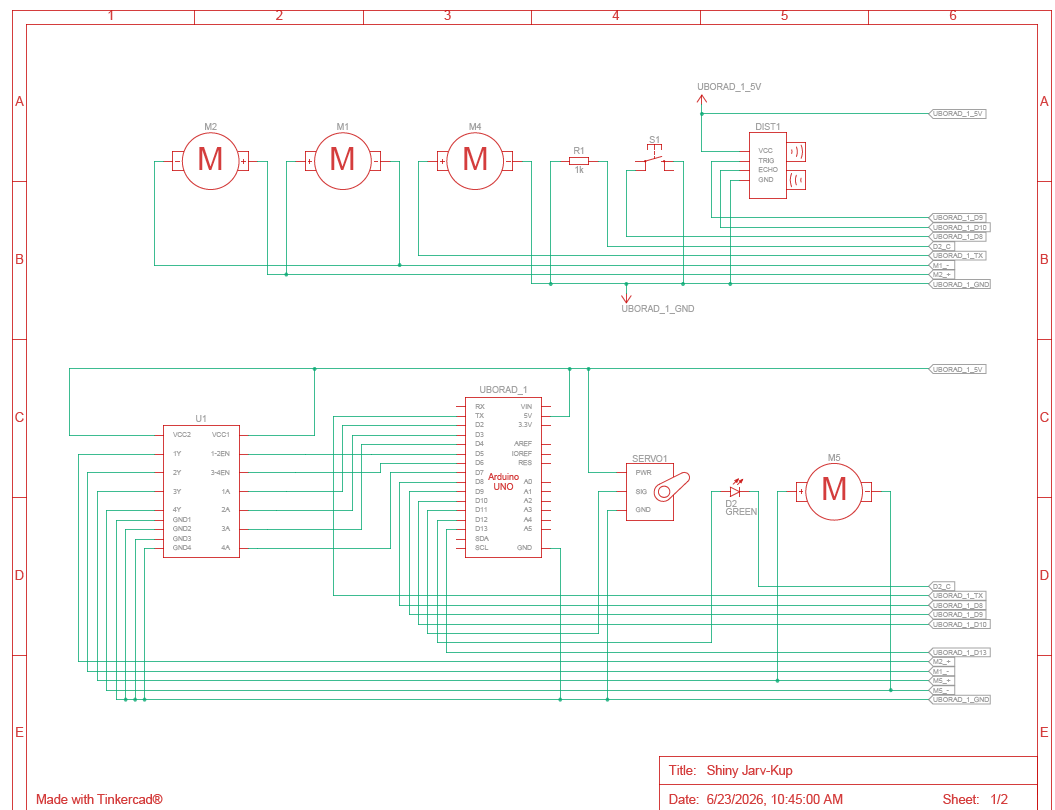 1 2 3 4 5 6
A A
UBORAD_1_5V
UBORAD_1_5V
M2 M1 M4 S1 DIST1
R1
1k
- M + + M - + M -
VCC
TRIG
ECHO
GND
UBORAD_1_D9
UBORAD_1_D10
UBORAD_1_D8
D2_C
UBORAD_1_TX
B B
M1_-
M2_+
UBORAD_1_GND
UBORAD_1_GND
UBORAD_1_5V
C C
U1
VCC2 VCC1
1Y 1-2EN
2Y 3-4EN
3Y 1A
4Y 2A
GND1
GND2 3A
GND3
GND4 4A
UBORAD_1
RX VIN
TX 5V
D2 3.3V
D3
D4 AREF
D5 IOREF
D6 RES
D7
D8 A0
D9 A1
D10 A2
D11 A3
D12 A4
D13 A5
SDA
SCL GND
Arduino
UNO
SERVO1
PWR
SIG
GND
D2
GREEN
M5
+ M -
D D
D2_C
UBORAD_1_TX
UBORAD_1_D8
UBORAD_1_D9
UBORAD_1_D10
UBORAD_1_D13
M2_+
M1_-
M5_+
M5_-
UBORAD_1_GND
E E
Title: Shiny Jarv-Kup
Made with Tinkercad®
Date: 6/23/2026, 10:45:00 AM Sheet: 1/2